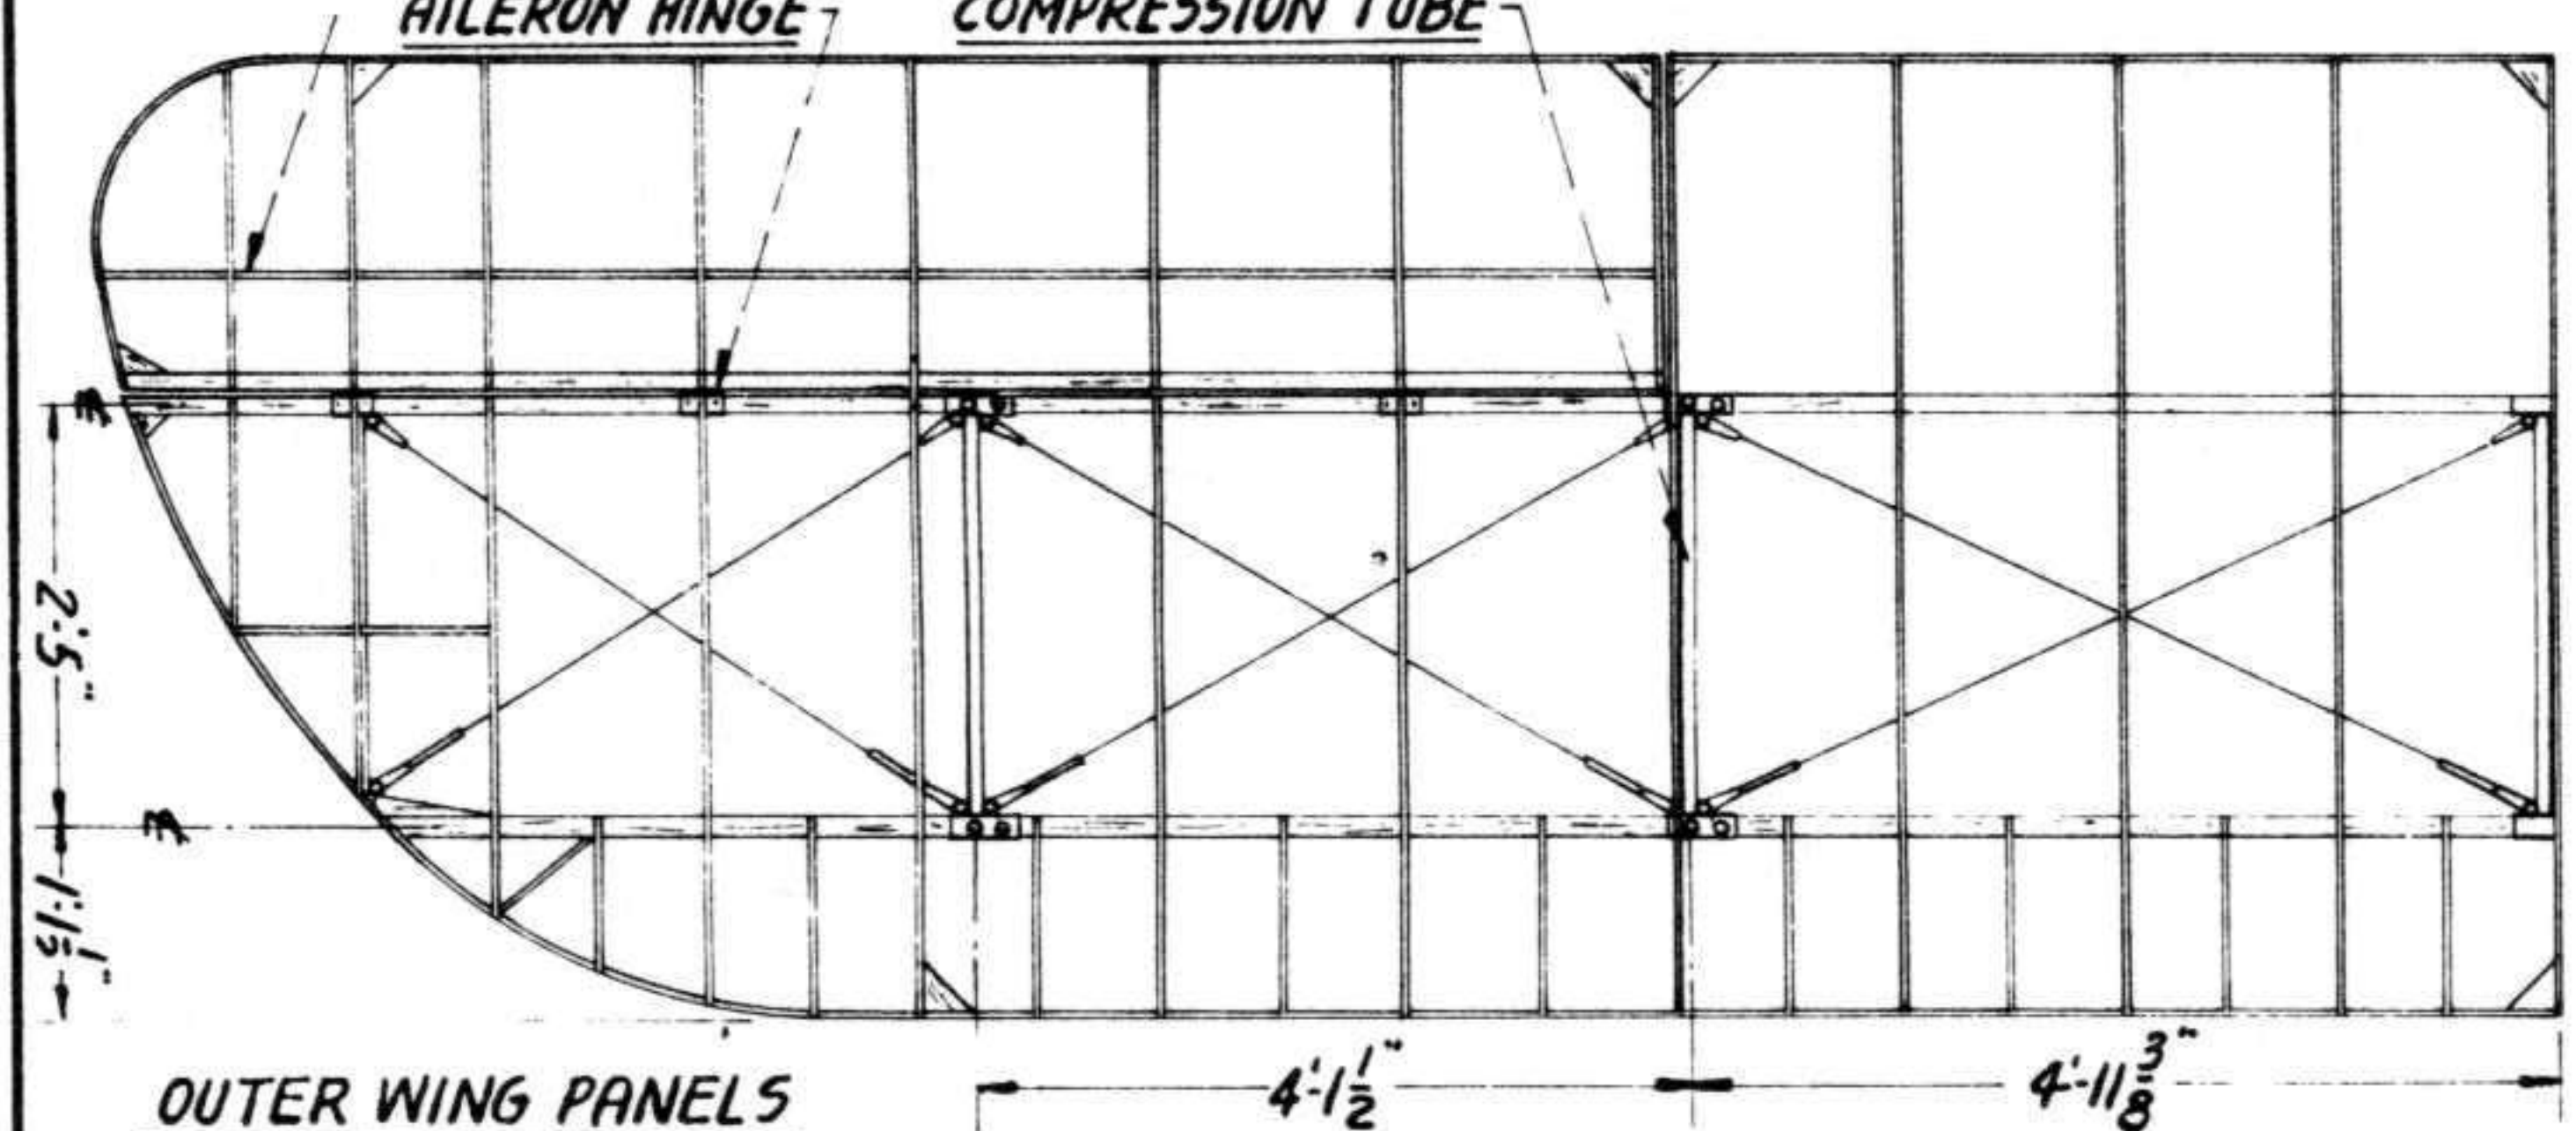 AILERON HINGE
COMPRESSION TUBE
2'-5"
1'-1½"
OUTER WING PANELS
4'-1½"
4'-11⅜"